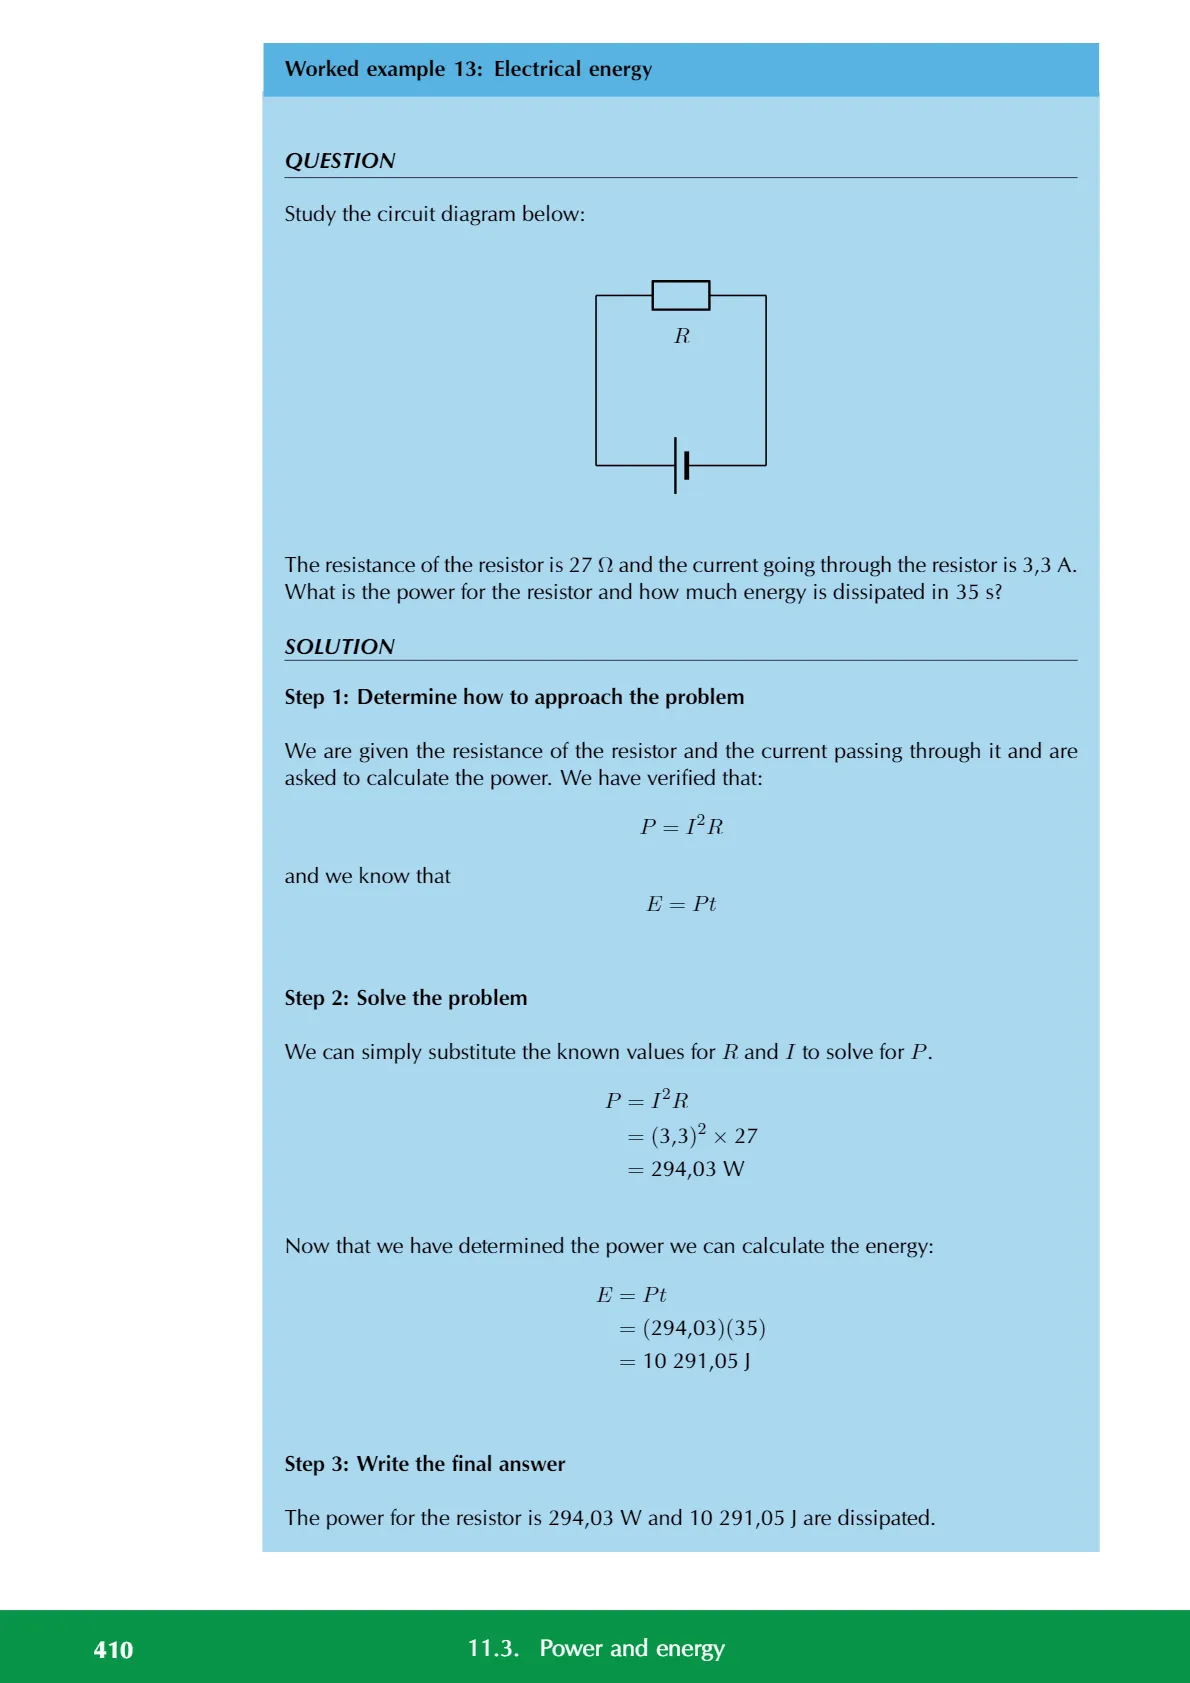 Worked example 13: Electrical energy
QUESTION
Study the circuit diagram below:
R
The resistance of the resistor is 27 Ω and the current going through the resistor is 3,3 A.
What is the power for the resistor and how much energy is dissipated in 35 s?
SOLUTION
Step 1: Determine how to approach the problem
We are given the resistance of the resistor and the current passing through it and are
asked to calculate the power. We have verified that:
P = I²R
and we know that
E = Pt
Step 2: Solve the problem
We can simply substitute the known values for R and I to solve for P.
P = I²R
= (3,3)² × 27
= 294,03 W
Now that we have determined the power we can calculate the energy:
E = Pt
= (294,03)(35)
= 10 291,05 J
Step 3: Write the final answer
The power for the resistor is 294,03 W and 10 291,05 J are dissipated.
410 11.3. Power and energy